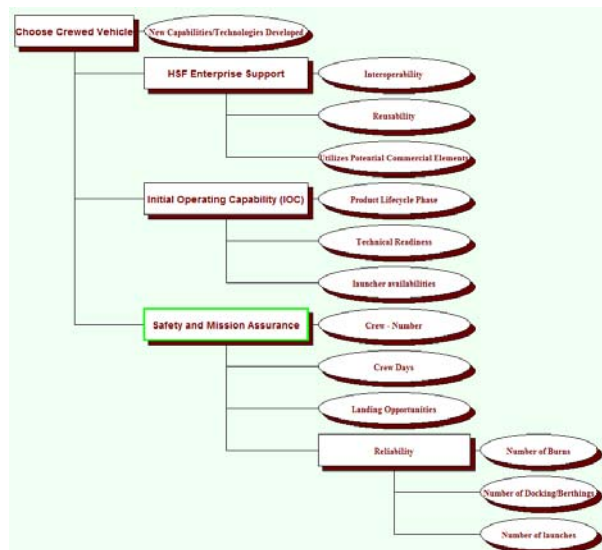 Choose Crewed Vehicle
New Capabilities/Technologies Developed
HSF Enterprise Support
Interoperability
Reusability
Utilizes Potential Commercial Elements
Initial Operating Capability (IOC)
Product Lifecycle Phase
Technical Readiness
launcher availabilities
Safety and Mission Assurance
Crew - Number
Crew Days
Landing Opportunities
Reliability
Number of Burns
Number of Docking/Berthings
Number of launches